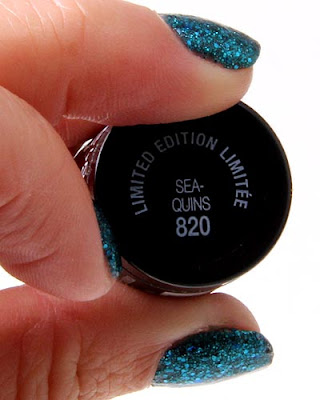 LIMITED EDITION LIMITÉE
SEA-
QUINS
820